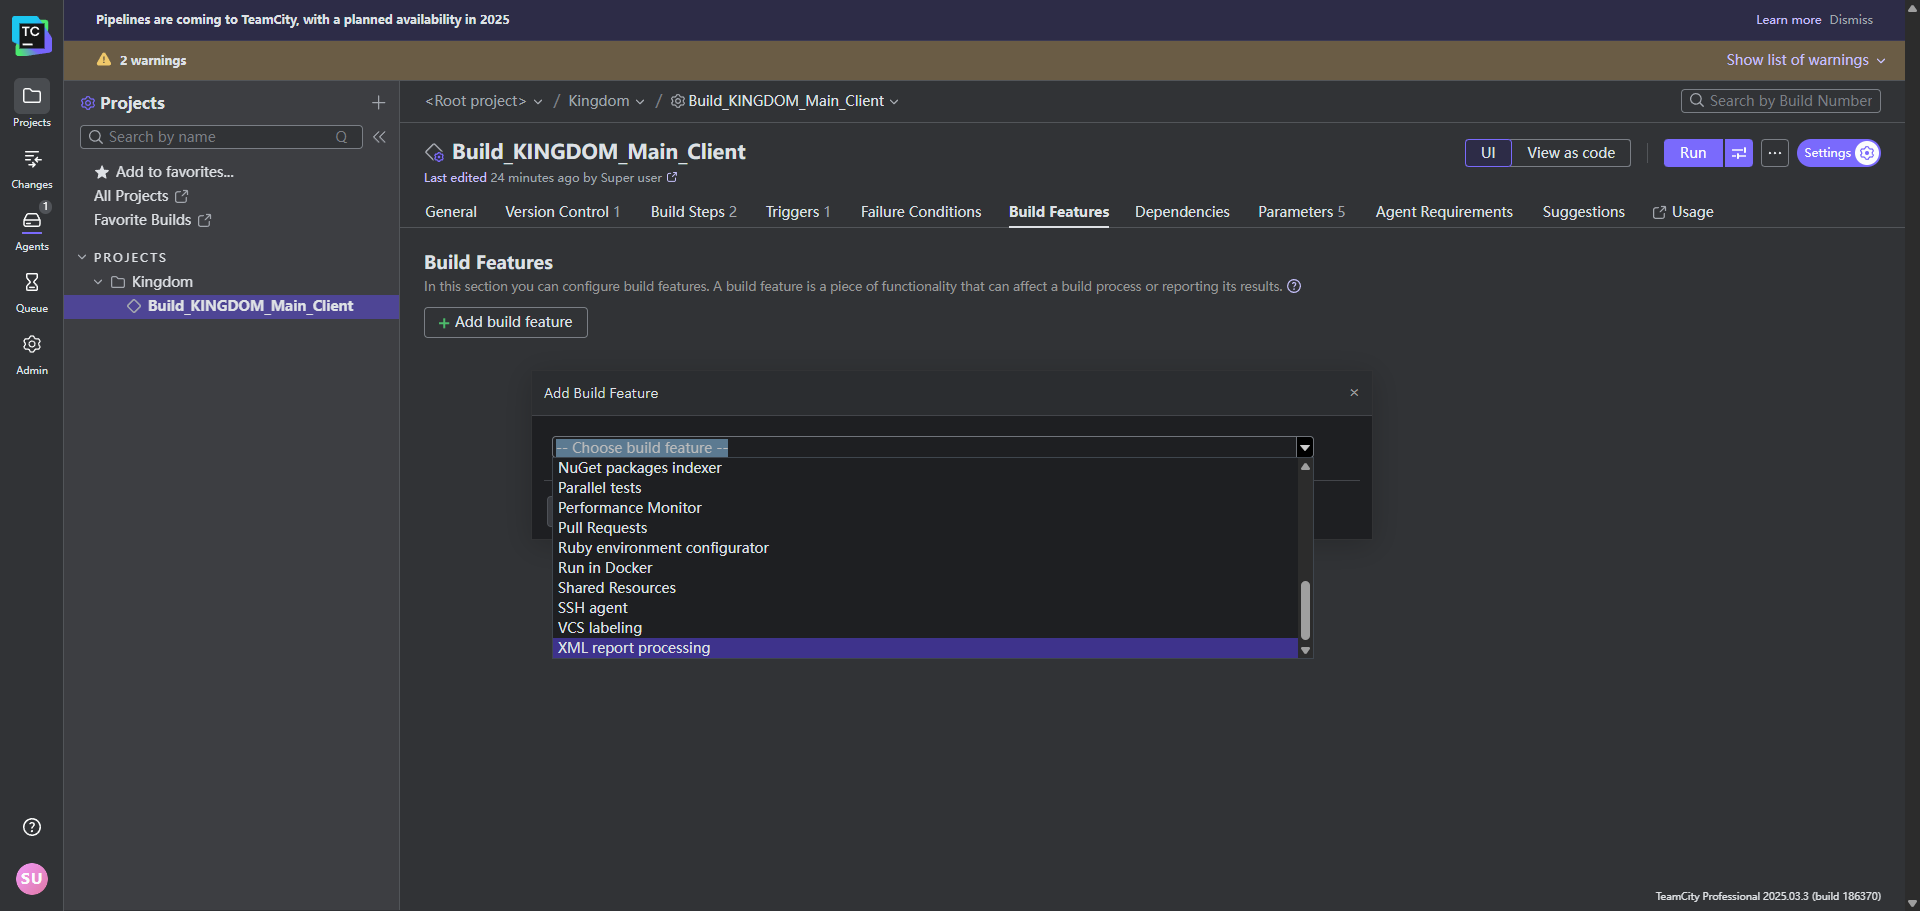 TC
Pipelines are coming to TeamCity, with a planned availability in 2025
Learn more
Dismiss
2 warnings
Show list of warnings
Projects
Changes
1
Agents
Queue
Admin
SU
Projects
Search by name
Q
Add to favorites...
All Projects
Favorite Builds
PROJECTS
Kingdom
Build_KINGDOM_Main_Client
<Root project> / Kingdom / Build_KINGDOM_Main_Client
Search by Build Number
Build_KINGDOM_Main_Client
Last edited 24 minutes ago by Super user
UI
View as code
Run
...
Settings
General
Version Control 1
Build Steps 2
Triggers 1
Failure Conditions
Build Features
Dependencies
Parameters 5
Agent Requirements
Suggestions
Usage
Build Features
In this section you can configure build features. A build feature is a piece of functionality that can affect a build process or reporting its results.
+ Add build feature
Add Build Feature
-- Choose build feature --
NuGet packages indexer
Parallel tests
Performance Monitor
Pull Requests
Ruby environment configurator
Run in Docker
Shared Resources
SSH agent
VCS labeling
XML report processing
TeamCity Professional 2025.03.3 (build 186370)